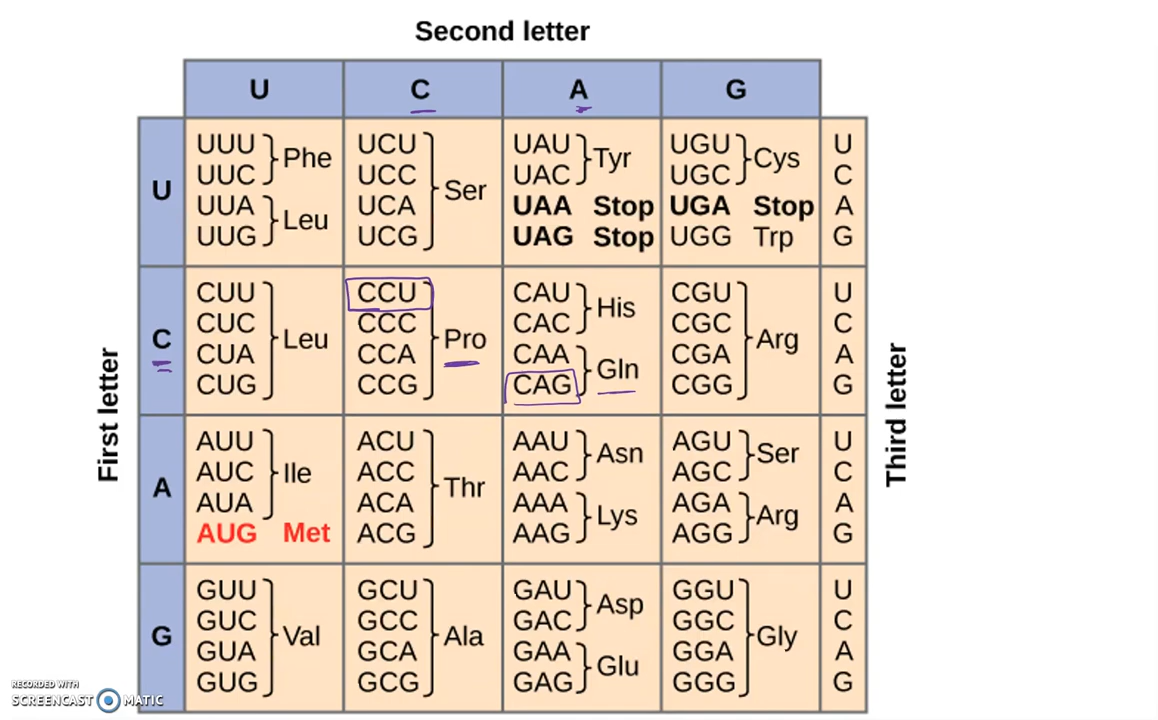 Second letter
U C A G
First letter
Third letter
U
UUU
UUC
Phe
UUA
UUG
Leu
UCU
UCC
UCA
UCG
Ser
UAU
UAC
Tyr
UAA Stop
UAG Stop
UGU
UGC
Cys
UGA Stop
UGG Trp
U
C
A
G
C
CUU
CUC
CUA
CUG
Leu
CCU
CCC
CCA
CCG
Pro
CAU
CAC
His
CAA
CAG
Gln
CGU
CGC
CGA
CGG
Arg
U
C
A
G
A
AUU
AUC
AUA
Ile
AUG Met
ACU
ACC
ACA
ACG
Thr
AAU
AAC
Asn
AAA
AAG
Lys
AGU
AGC
Ser
AGA
AGG
Arg
U
C
A
G
G
GUU
GUC
GUA
GUG
Val
GCU
GCC
GCA
GCG
Ala
GAU
GAC
Asp
GAA
GAG
Glu
GGU
GGC
GGA
GGG
Gly
U
C
A
G
RECORDED WITH
SCREENCAST MATIC